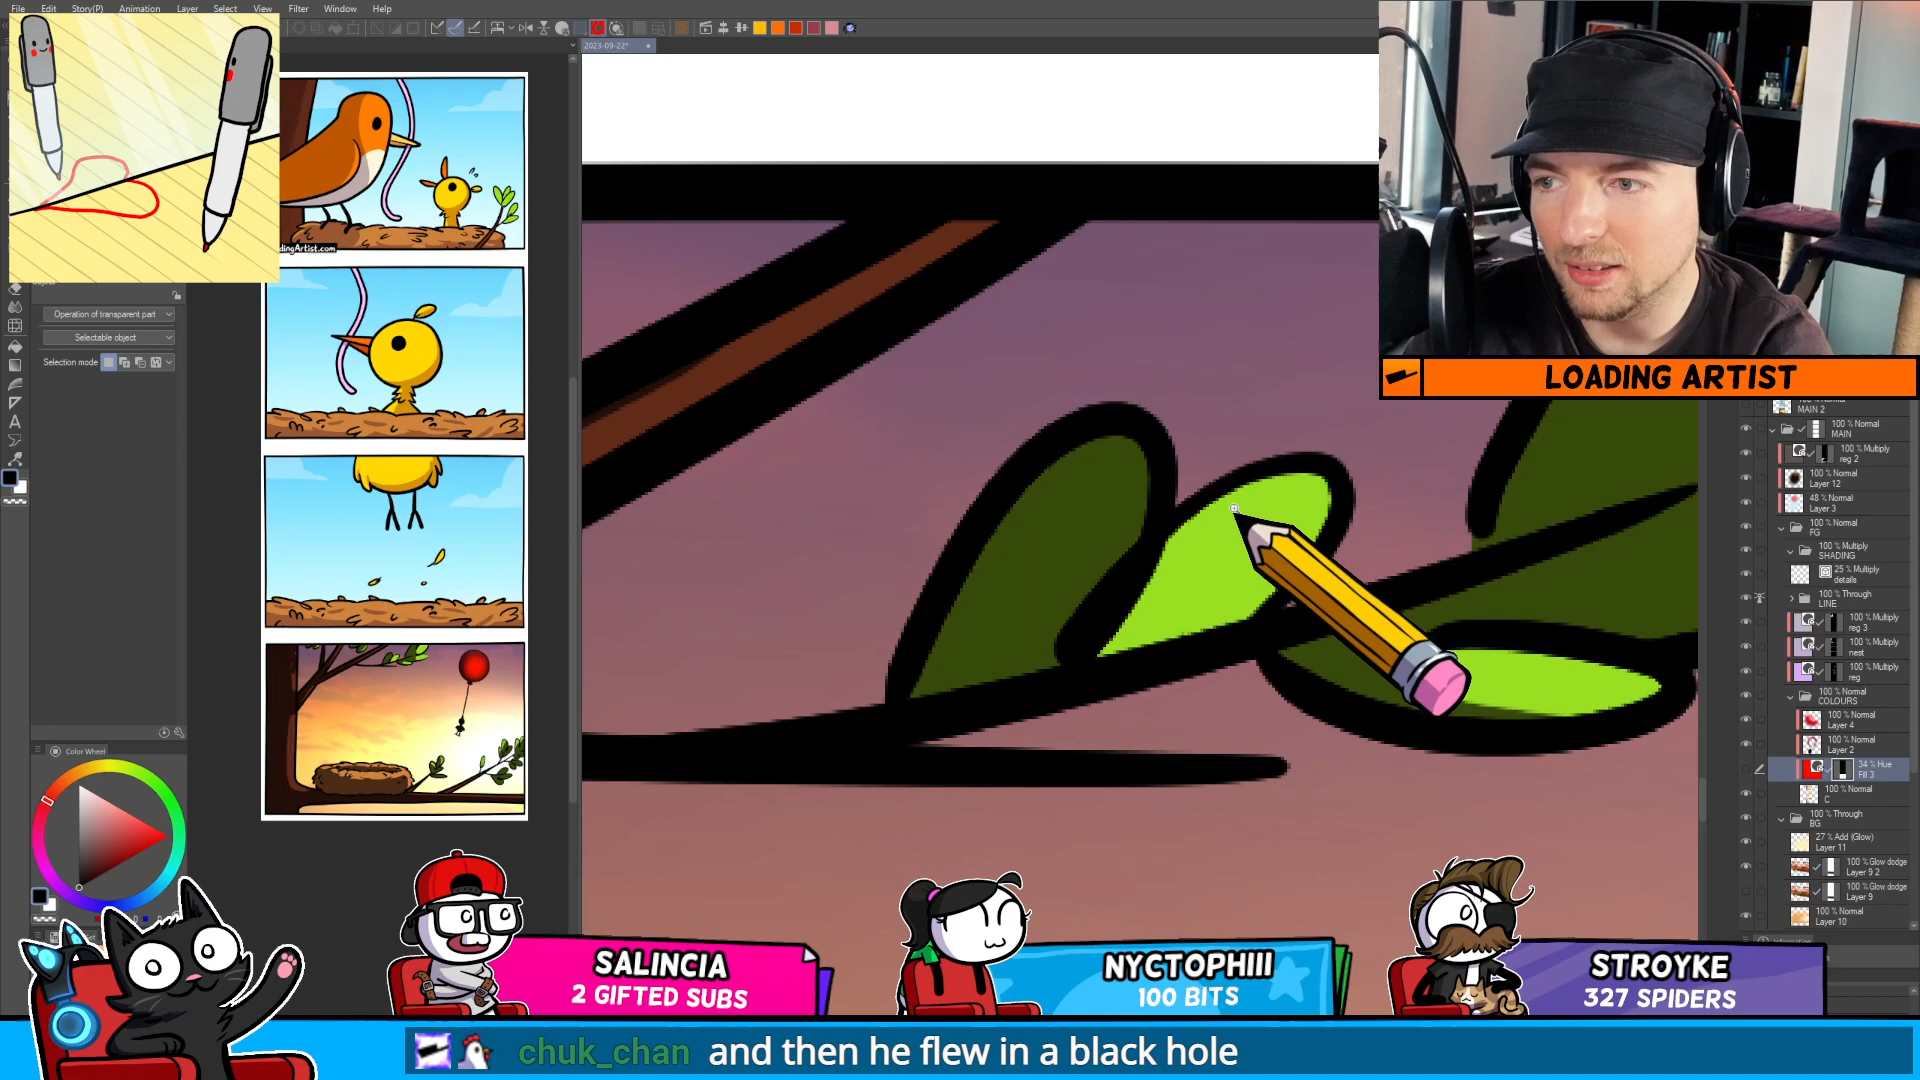 File Edit Story(P) Animation Layer Select View Filter Window Help
2023-09-22*
dingArtist.com
Operation of transparent part
Selectable object
Selection mode
Color Wheel
LOADING ARTIST
MAIN 2
100 % Normal
MAIN
100 % Multiply
reg 2
100 % Normal
Layer 12
48 % Normal
Layer 3
100 % Normal
FG
100 % Multiply
SHADING
25 % Multiply
details
100 % Through
LINE
100 % Multiply
reg 3
100 % Multiply
nest
100 % Multiply
reg
100 % Normal
COLOURS
100 % Normal
Layer 4
100 % Normal
Layer 2
34 % Hue
Fill 3
100 % Normal
C
100 % Through
BG
27 % Add (Glow)
Layer 11
100 % Glow dodge
Layer 9 2
100 % Glow dodge
Layer 9
100 % Normal
Layer 10
SALINCIA
2 GIFTED SUBS
NYCTOPHIII
100 BITS
STROYKE
327 SPIDERS
chuk_chan and then he flew in a black hole